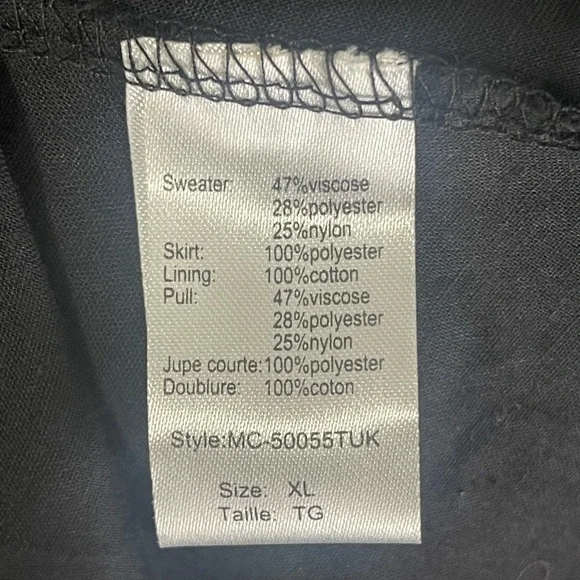 Sweater: 47%viscose
28%polyester
25%nylon
Skirt: 100%polyester
Lining: 100%cotton
Pull: 47%viscose
28%polyester
25%nylon
Jupe courte:100%polyester
Doublure: 100%coton
Style:MC-50055TUK
Size: XL
Taille: TG